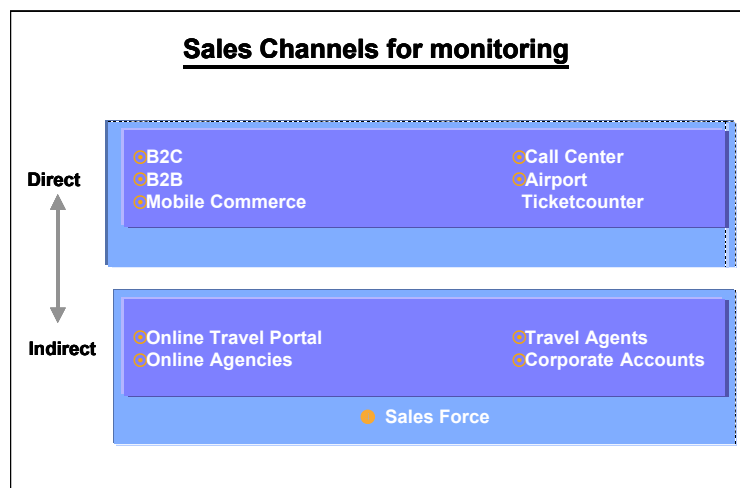 Sales Channels for monitoring
Direct
B2C
B2B
Mobile Commerce
Call Center
Airport
Ticketcounter
Indirect
Online Travel Portal
Online Agencies
Travel Agents
Corporate Accounts
Sales Force